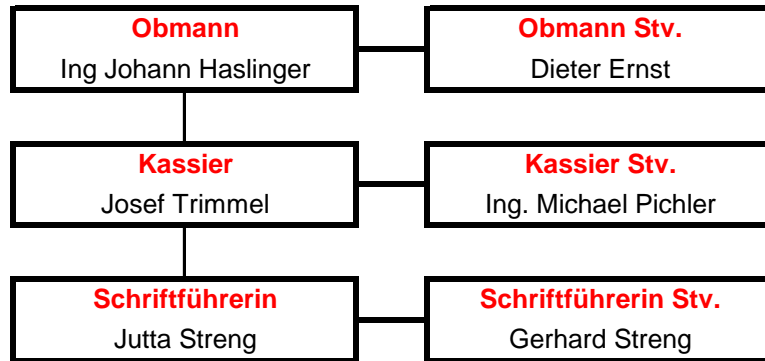 Obmann
Ing Johann Haslinger
Obmann Stv.
Dieter Ernst
Kassier
Josef Trimmel
Kassier Stv.
Ing. Michael Pichler
Schriftführerin
Jutta Streng
Schriftführerin Stv.
Gerhard Streng